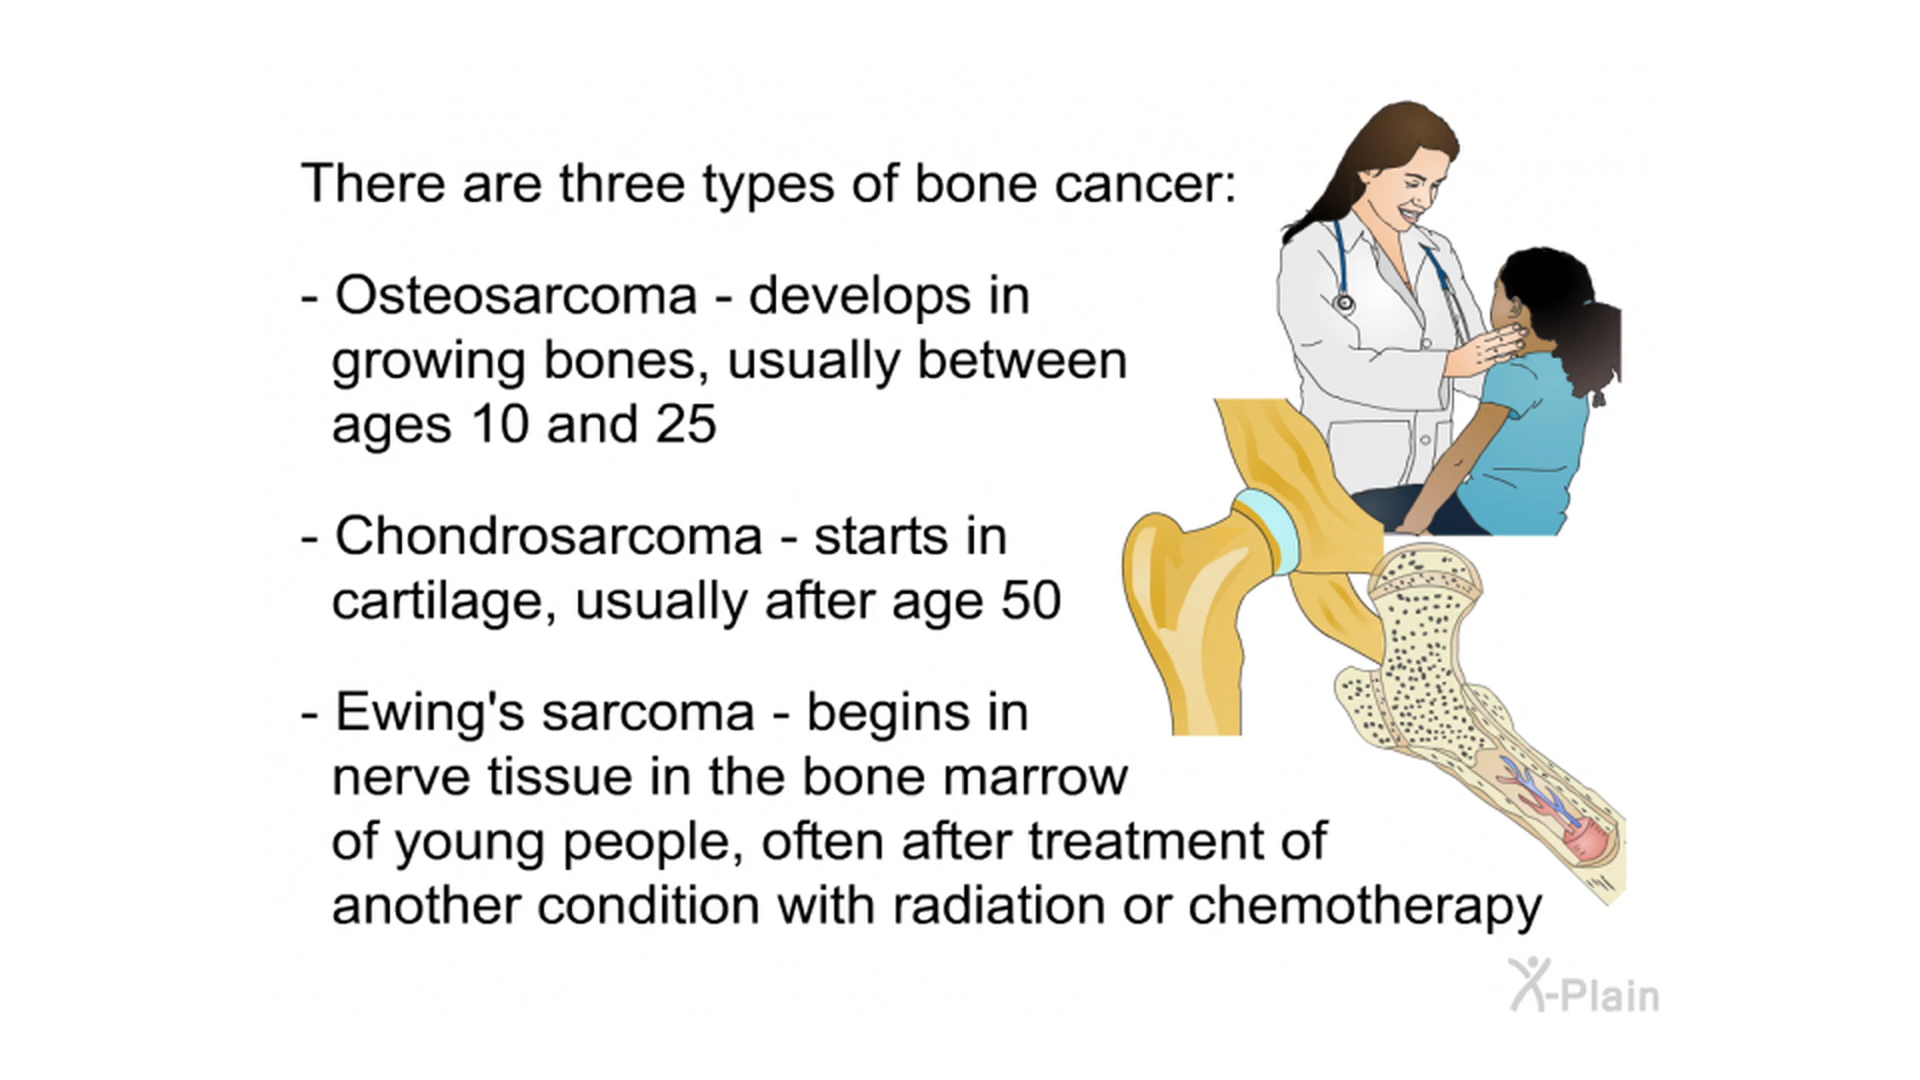 There are three types of bone cancer:
- Osteosarcoma - develops in
growing bones, usually between
ages 10 and 25
- Chondrosarcoma - starts in
cartilage, usually after age 50
- Ewing's sarcoma - begins in
nerve tissue in the bone marrow
of young people, often after treatment of
another condition with radiation or chemotherapy
X-Plain